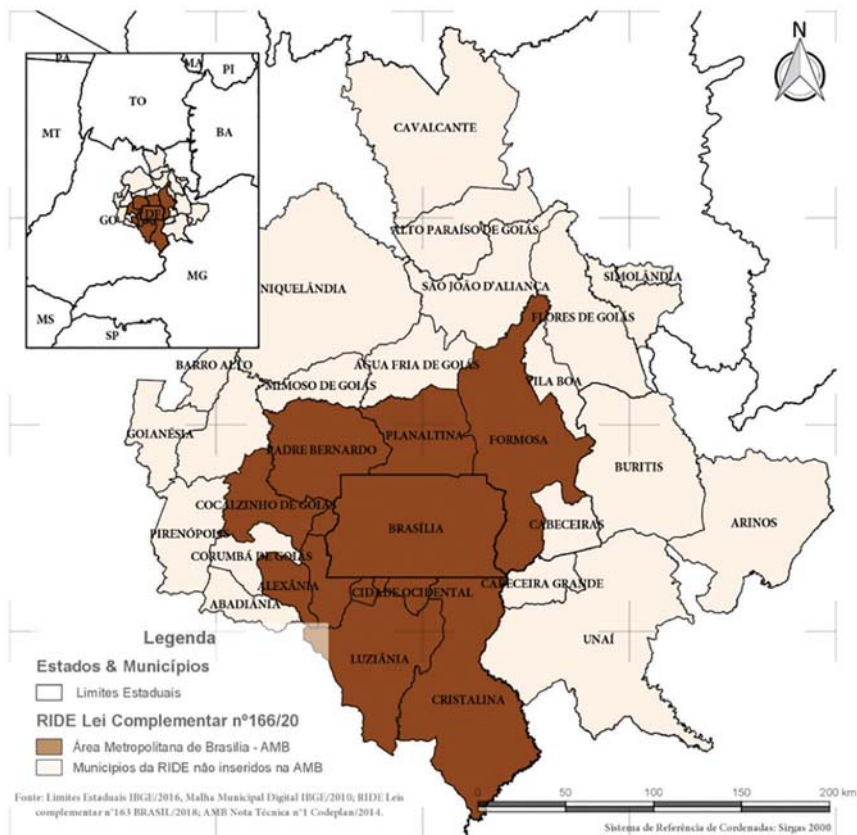 N
PA
MA
PI
TO
MT
BA
GO
RIDE
MG
MS
SP
CAVALCANTE
ALTO PARAÍSO DE GOIÁS
SIMOLÂNDIA
NIQUELÂNDIA
SÃO JOÃO D'ALIANÇA
FLORES DE GOIÁS
BARRO ALTO
ÁGUA FRIA DE GOIÁS
MIMOSO DE GOIÁS
VILA BOA
GOIANÉSIA
PLANALTINA
FORMOSA
PADRE BERNARDO
BURITIS
COCALZINHO DE GOIÁS
BRASÍLIA
CABECEIRAS
ARINOS
PIRENÓPOLIS
CORUMBÁ DE GOIÁS
ALEXÂNIA
CIDADE OCIDENTAL
CABECEIRA GRANDE
ABADIÂNIA
UNAÍ
LUZIÂNIA
CRISTALINA
Legenda
Estados & Municípios
Limites Estaduais
RIDE Lei Complementar nº166/20
Área Metropolitana de Brasília - AMB
Municípios da RIDE não inseridos na AMB
0 50 100 150 200 km
Fonte: Limites Estaduais IBGE/2016, Malha Municipal Digital IBGE/2010; RIDE Leis
complementar nº163 BRASIL/2018; AMB Nota Técnica nº1 Codeplan/2014.
Sistema de Referência de Cordenadas: Sirgas 2000